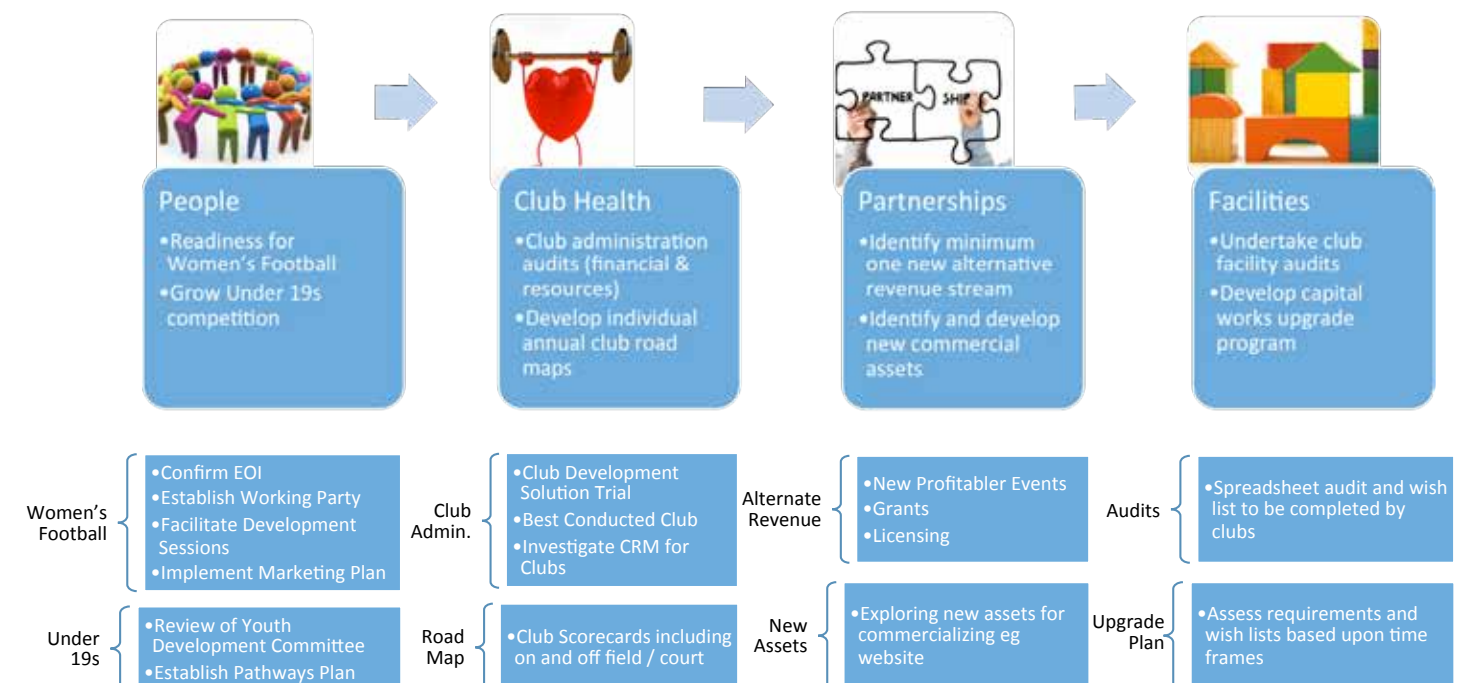 PARTNER SHIP
People
•Readiness for
Women's Football
•Grow Under 19s
competition
Club Health
•Club administration
audits (financial &
resources)
•Develop individual
annual club road
maps
Partnerships
•Identify minimum
one new alternative
revenue stream
•Identify and develop
new commercial
assets
Facilities
•Undertake club
facility audits
•Develop capital
works upgrade
program
Women's
Football
•Confirm EOI
•Establish Working Party
•Facilitate Development
Sessions
•Implement Marketing Plan
Club
Admin.
•Club Development
Solution Trial
•Best Conducted Club
•Investigate CRM for
Clubs
Alternate
Revenue
•New Profitabler Events
•Grants
•Licensing
Audits
•Spreadsheet audit and wish
list to be completed by
clubs
Under
19s
•Review of Youth
Development Committee
•Establish Pathways Plan
Road
Map
•Club Scorecards including
on and off field / court
New
Assets
•Exploring new assets for
commercializing eg
website
Upgrade
Plan
•Assess requirements and
wish lists based upon time
frames